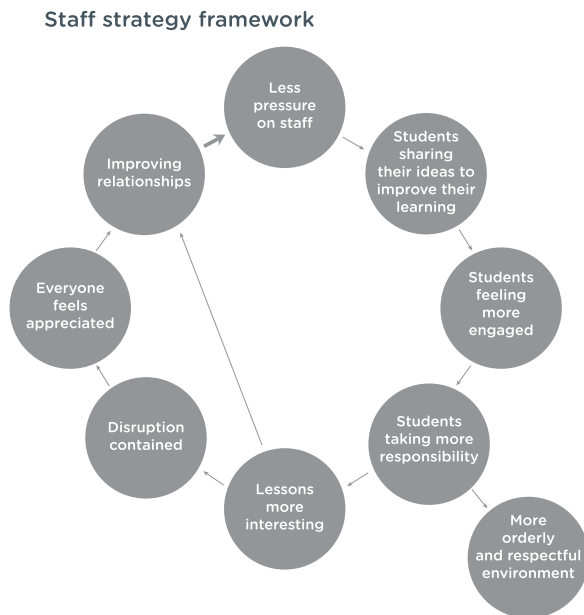 Staff strategy framework
Less
pressure
on staff
Students
sharing
their ideas to
improve their
learning
Students
feeling
more
engaged
Students
taking more
responsibility
More
orderly
and respectful
environment
Lessons
more
interesting
Disruption
contained
Everyone
feels
appreciated
Improving
relationships